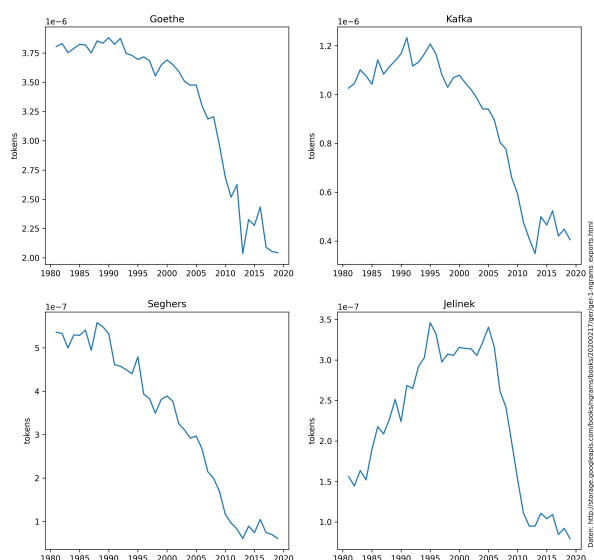 Goethe
1e−6
3.75
3.50
3.25
3.00
2.75
2.50
2.25
2.00
tokens
1980 1985 1990 1995 2000 2005 2010 2015 2020
Kafka
1e−6
1.2
1.0
0.8
0.6
0.4
tokens
1980 1985 1990 1995 2000 2005 2010 2015 2020
Seghers
1e−7
5
4
3
2
1
tokens
1980 1985 1990 1995 2000 2005 2010 2015 2020
Jelinek
1e−7
3.5
3.0
2.5
2.0
1.5
1.0
tokens
1980 1985 1990 1995 2000 2005 2010 2015 2020
Daten: http://storage.googleapis.com/books/ngrams/books/20200217/ger/ger-1-ngrams_exports.html